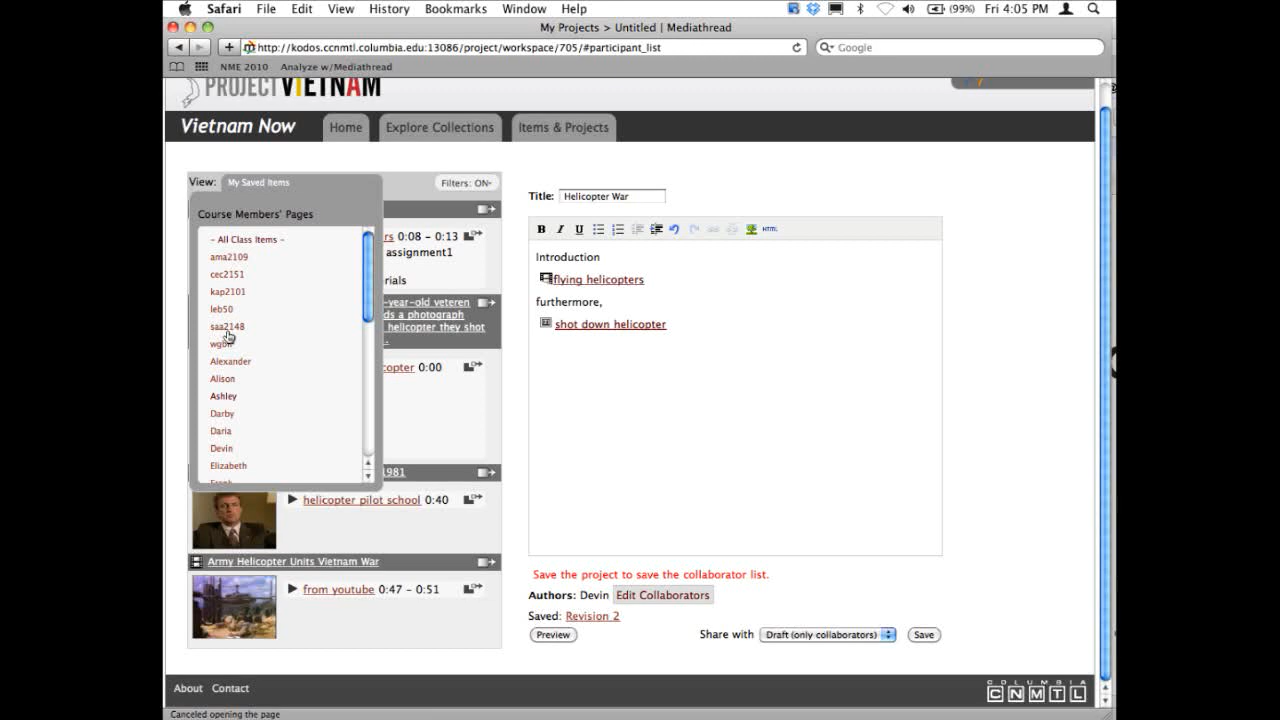 Safari File Edit View History Bookmarks Window Help (99%) Fri 4:05 PM
My Projects > Untitled | Mediathread
http://kodos.ccnmtl.columbia.edu:13086/project/workspace/705/#participant_list
Google
NME 2010 Analyze w/Mediathread
PROJECT VIETNAM
Vietnam Now Home Explore Collections Items & Projects
View: My Saved Items Filters: ON-
Course Members' Pages
- All Class Items -
ama2109
cec2151
kap2101
leb50
saa2148
Alexander
Alison
Ashley
Darby
Daria
Devin
Elizabeth
Frank
rs 0:08 - 0:13
assignment1
rials
-year-old veteren
ds a photograph
helicopter they shot
.
copter 0:00
1981
helicopter pilot school 0:40
Army Helicopter Units Vietnam War
from youtube 0:47 - 0:51
Title: Helicopter War
B I U HTML
Introduction
flying helicopters
furthermore,
shot down helicopter
Save the project to save the collaborator list.
Authors: Devin Edit Collaborators
Saved: Revision 2
Preview Share with Draft (only collaborators) Save
About Contact
COLUMBIA
CNMTL
Canceled opening the page